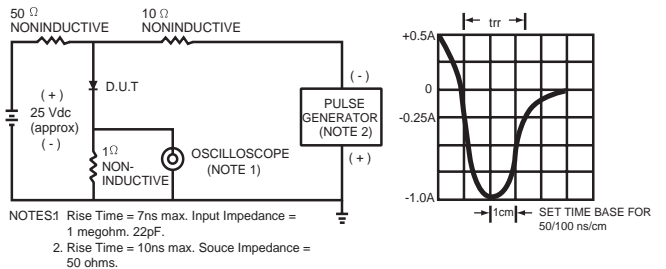 50 Ω
NONINDUCTIVE
10 Ω
NONINDUCTIVE
trr
+0.5A
(+)
25 Vdc
(approx)
(-)
D.U.T
(-)
PULSE
GENERATOR
(NOTE 2)
(+)
0
-0.25A
1Ω
NON-
INDUCTIVE
OSCILLOSCOPE
(NOTE 1)
-1.0A
1cm
SET TIME BASE FOR
50/100 ns/cm
NOTES:1 Rise Time = 7ns max. Input Impedance =
1 megohm. 22pF.
2. Rise Time = 10ns max. Souce Impedance =
50 ohms.